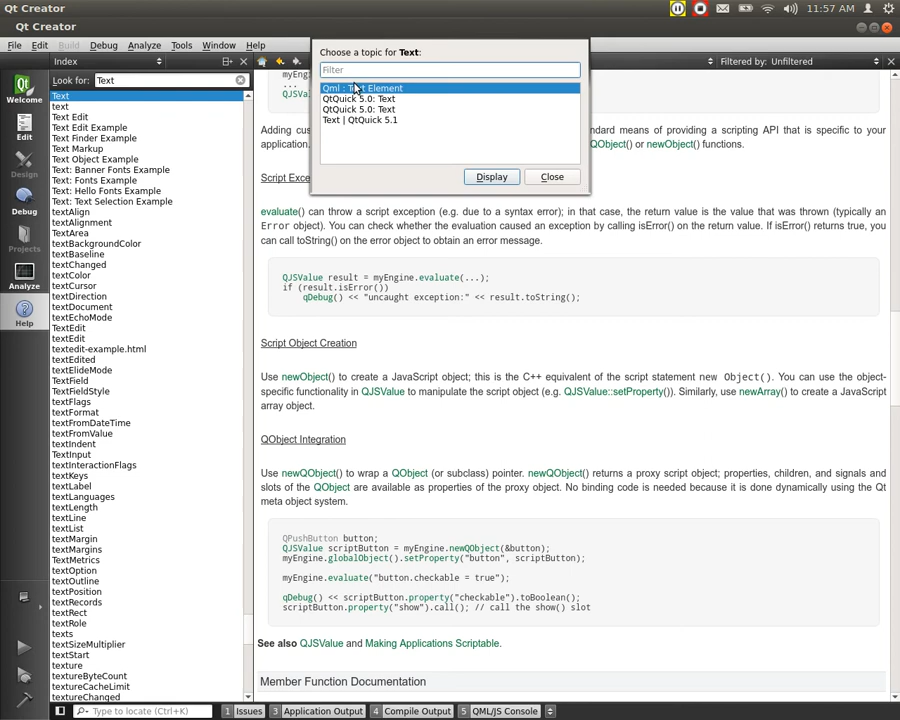 Qt Creator
11:57 AM
Qt Creator
File Edit Build Debug Analyze Tools Window Help
Choose a topic for Text:
Filter
Qml : Text Element
QtQuick 5.0: Text
QtQuick 5.0: Text
Text | QtQuick 5.1
Display Close
Index
Filtered by: Unfiltered
Look for: Text
Welcome
Edit
Design
Debug
Projects
Analyze
Help
Text
text
Text Edit
Text Edit Example
Text Finder Example
Text Markup
Text Object Example
Text: Banner Fonts Example
Text: Fonts Example
Text: Hello Fonts Example
Text: Text Selection Example
textAlign
textAlignment
TextArea
textBackgroundColor
textBaseline
textChanged
textColor
textCursor
textDirection
textDocument
textEchoMode
TextEdit
textEdit
textedit-example.html
textEdited
textElideMode
TextField
TextFieldStyle
textFlags
textFormat
textFromDateTime
textFromValue
textIndent
TextInput
textInteractionFlags
textKeys
textLabel
textLanguages
textLength
textLine
textList
textMargin
textMargins
TextMetrics
textOption
textOutline
textPosition
textRecords
textRect
textRole
texts
textSizeMultiplier
textStart
texture
textureByteCount
textureCacheLimit
textureChanged
myEn
...
QJS
Adding cus
ndard means of providing a scripting API that is specific to your
application.
QObject() or newObject() functions.
Script Exce
evaluate() can throw a script exception (e.g. due to a syntax error); in that case, the return value is the value that was thrown (typically an
Error object). You can check whether the evaluation caused an exception by calling isError() on the return value. If isError() returns true, you
can call toString() on the error object to obtain an error message.
QJSValue result = myEngine.evaluate(...);
if (result.isError())
qDebug() << "uncaught exception:" << result.toString();
Script Object Creation
Use newObject() to create a JavaScript object; this is the C++ equivalent of the script statement new Object(). You can use the object-
specific functionality in QJSValue to manipulate the script object (e.g. QJSValue::setProperty()). Similarly, use newArray() to create a JavaScript
array object.
QObject Integration
Use newQObject() to wrap a QObject (or subclass) pointer. newQObject() returns a proxy script object; properties, children, and signals and
slots of the QObject are available as properties of the proxy object. No binding code is needed because it is done dynamically using the Qt
meta object system.
QPushButton button;
QJSValue scriptButton = myEngine.newQObject(&button);
myEngine.globalObject().setProperty("button", scriptButton);
myEngine.evaluate("button.checkable = true");
qDebug() << scriptButton.property("checkable").toBoolean();
scriptButton.property("show").call(); // call the show() slot
See also QJSValue and Making Applications Scriptable.
Member Function Documentation
Type to locate (Ctrl+K) 1 Issues 3 Application Output 4 Compile Output 5 QML/JS Console